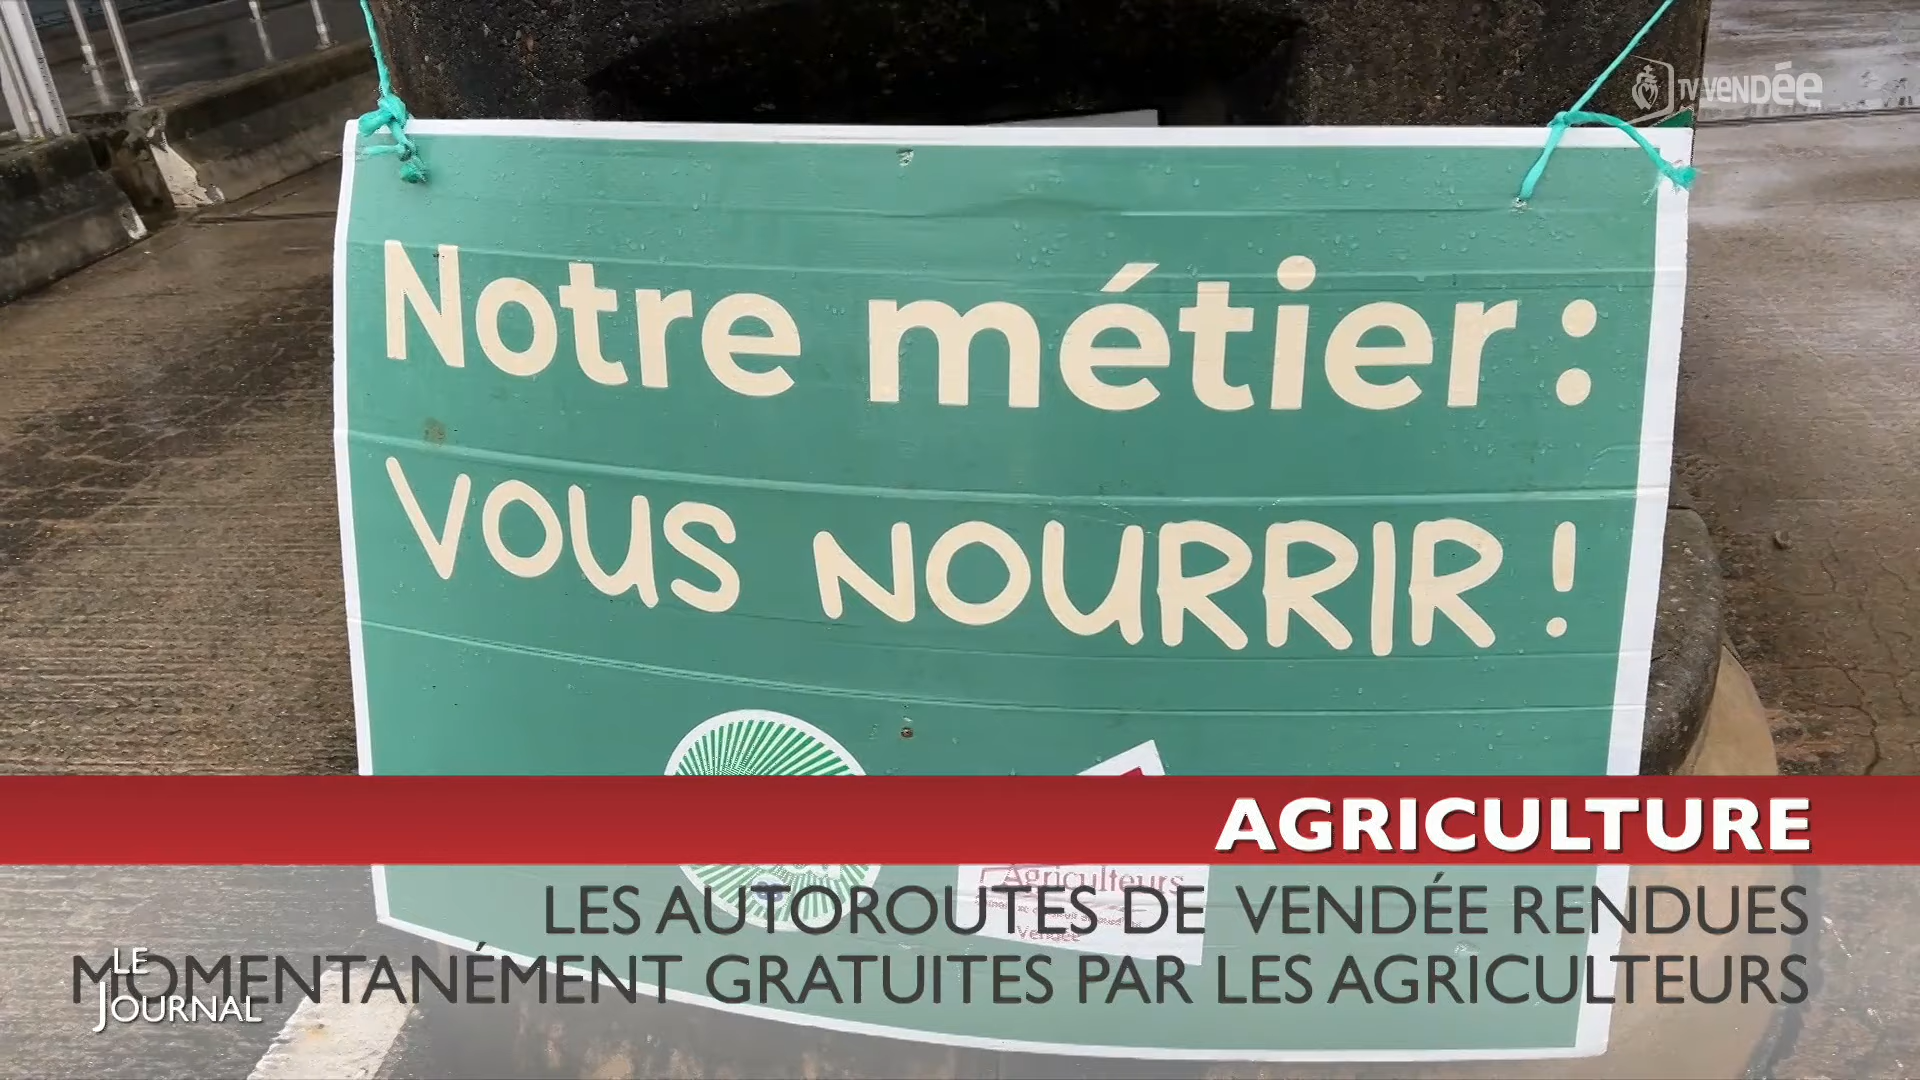 TV VENDÉE
Notre métier :
VOUS NOURRIR !
AGRICULTURE
Agriculteurs
Vendée
LES AUTOROUTES DE VENDÉE RENDUES
MOMENTANÉMENT GRATUITES PAR LES AGRICULTEURS
LE
JOURNAL